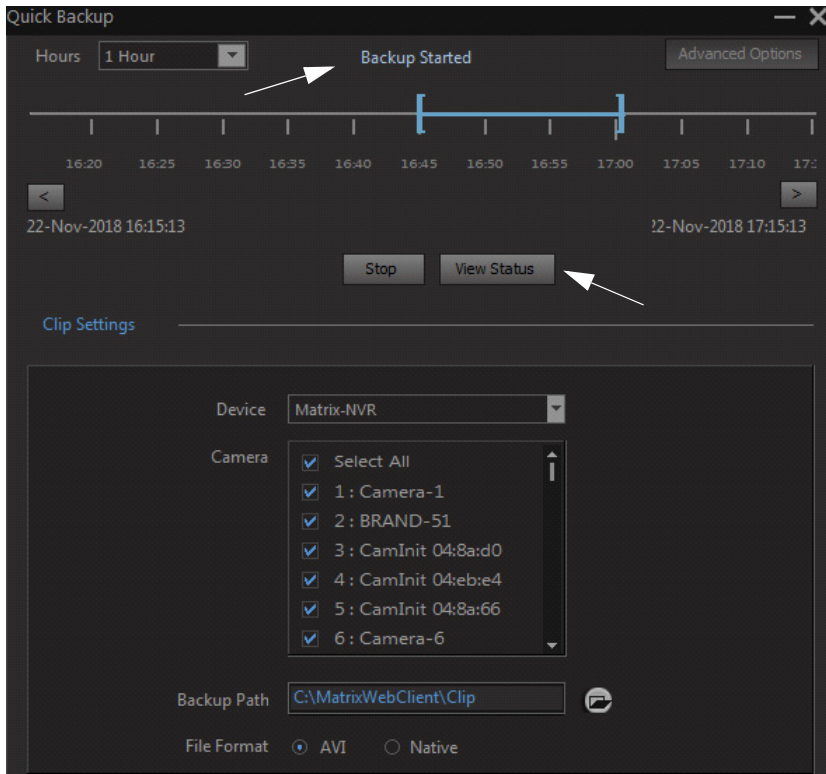 Quick Backup
Hours 1 Hour Backup Started Advanced Options
16:20 16:25 16:30 16:35 16:40 16:45 16:50 16:55 17:00 17:05 17:10 17:
< >
22-Nov-2018 16:15:13 22-Nov-2018 17:15:13
Stop View Status
Clip Settings
Device Matrix-NVR
Camera Select All
1 : Camera-1
2 : BRAND-51
3 : CamInit 04:8a:d0
4 : CamInit 04:eb:e4
5 : CamInit 04:8a:66
6 : Camera-6
Backup Path C:\MatrixWebClient\Clip
File Format AVI Native